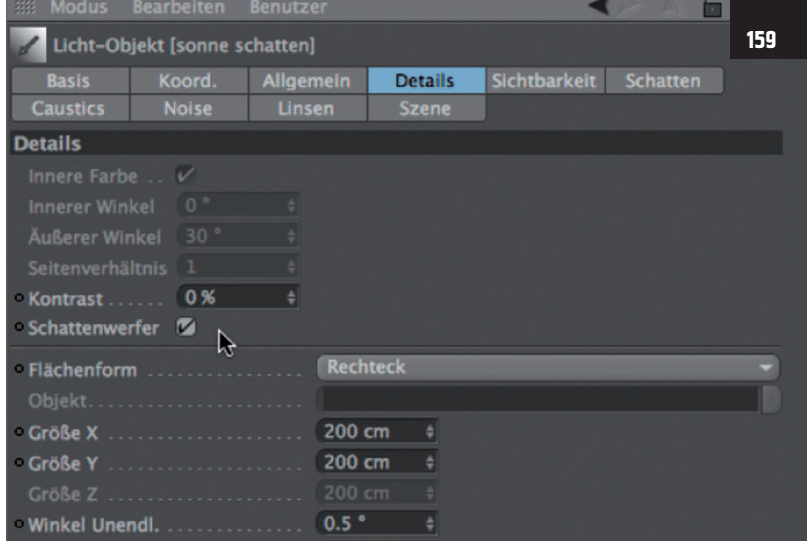 Modus Bearbeiten Benutzer
159
Licht-Objekt [sonne schatten]
Basis Koord. Allgemein Details Sichtbarkeit Schatten
Caustics Noise Linsen Szene
Details
Innere Farbe ..
Innerer Winkel 0 °
Äußerer Winkel 30 °
Seitenverhältnis 1
Kontrast ...... 0 %
Schattenwerfer
Flächenform .................. Rechteck
Objekt........................
Größe X ...................... 200 cm
Größe Y ...................... 200 cm
Größe Z ...................... 200 cm
Winkel Unendl. ............... 0.5 °